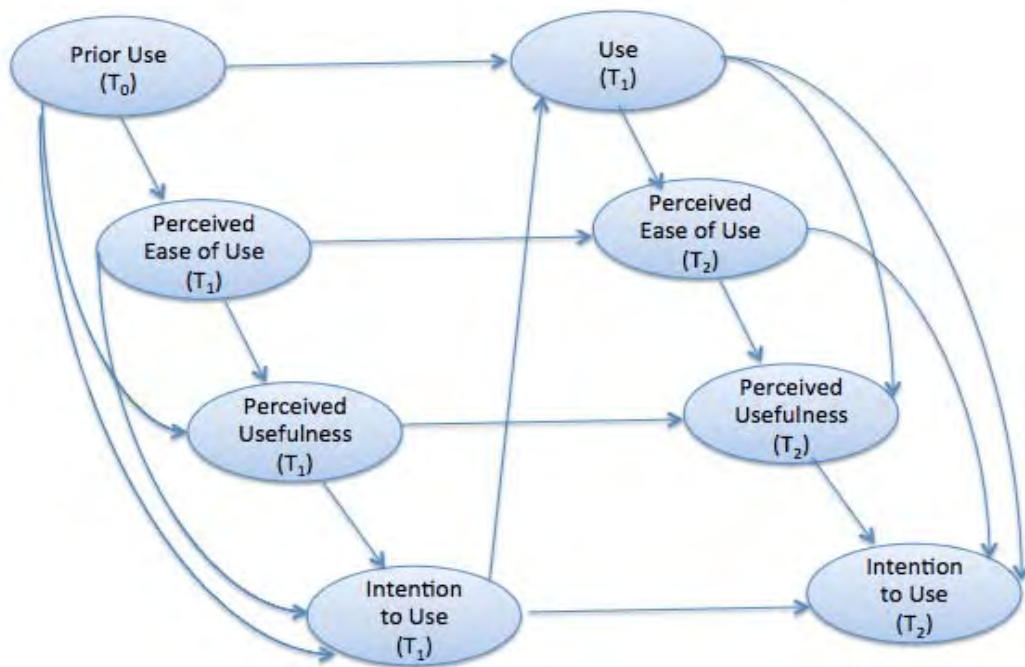 Prior Use
(T₀)
Use
(T₁)
Perceived
Ease of Use
(T₁)
Perceived
Ease of Use
(T₂)
Perceived
Usefulness
(T₁)
Perceived
Usefulness
(T₂)
Intention
to Use
(T₁)
Intention
to Use
(T₂)